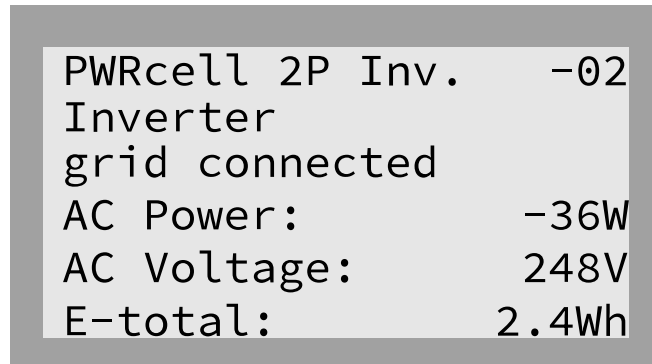 PWRcell 2P Inv. -02
Inverter
grid connected
AC Power: -36W
AC Voltage: 248V
E-total: 2.4Wh